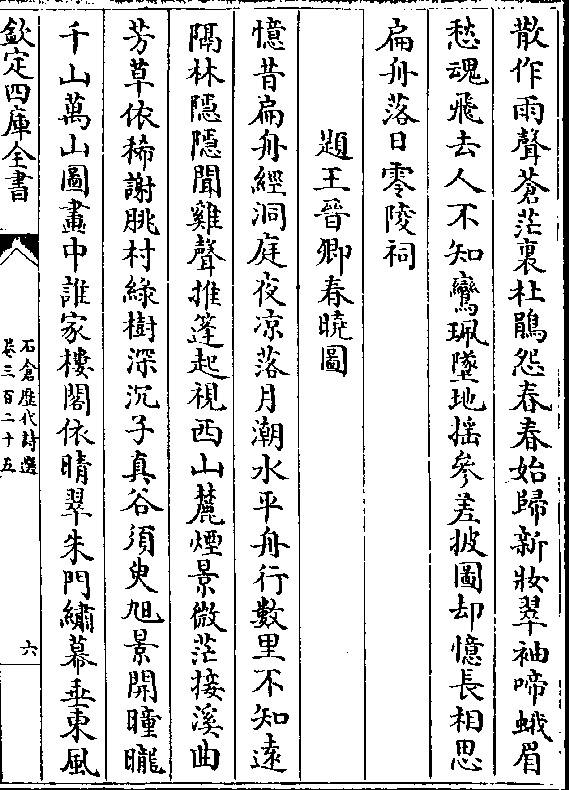 散作雨聲蒼茫裏杜鵑怨春春始歸新妝翠袖啼蛾眉
愁魂飛去人不知鸞珮墜地揺參差披圖却憶長相思
扁舟落日零陵祠
題王晉卿春曉圖
憶昔扁舟經洞庭夜凉落月潮水平舟行數里不知遠
隔林隱隱聞雞聲推篷起視西山麓煙景微茫接溪曲
芳草依稀謝脁村綠樹深沉子真谷須臾旭景開曈曨
千山萬山圖畫中誰家樓閣依晴翠朱門繡幕垂東風
欽定四庫全書
石倉歷代詩選
卷三百二十五
六